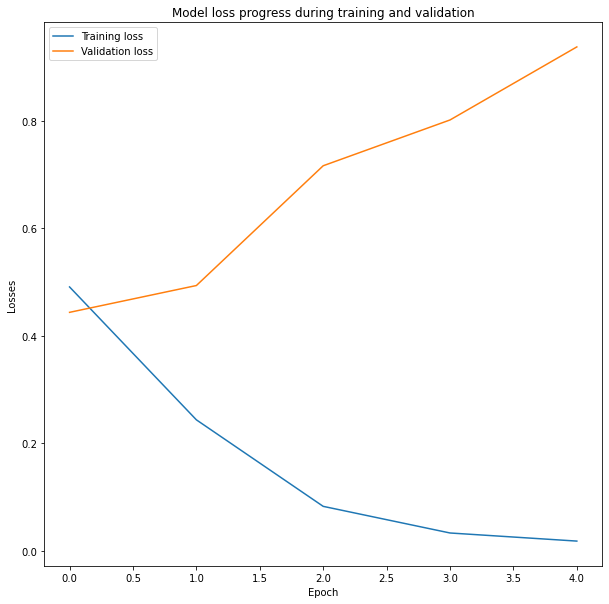 Model loss progress during training and validation
Training loss
Validation loss
Losses
0.8
0.6
0.4
0.2
0.0
0.0 0.5 1.0 1.5 2.0 2.5 3.0 3.5 4.0
Epoch